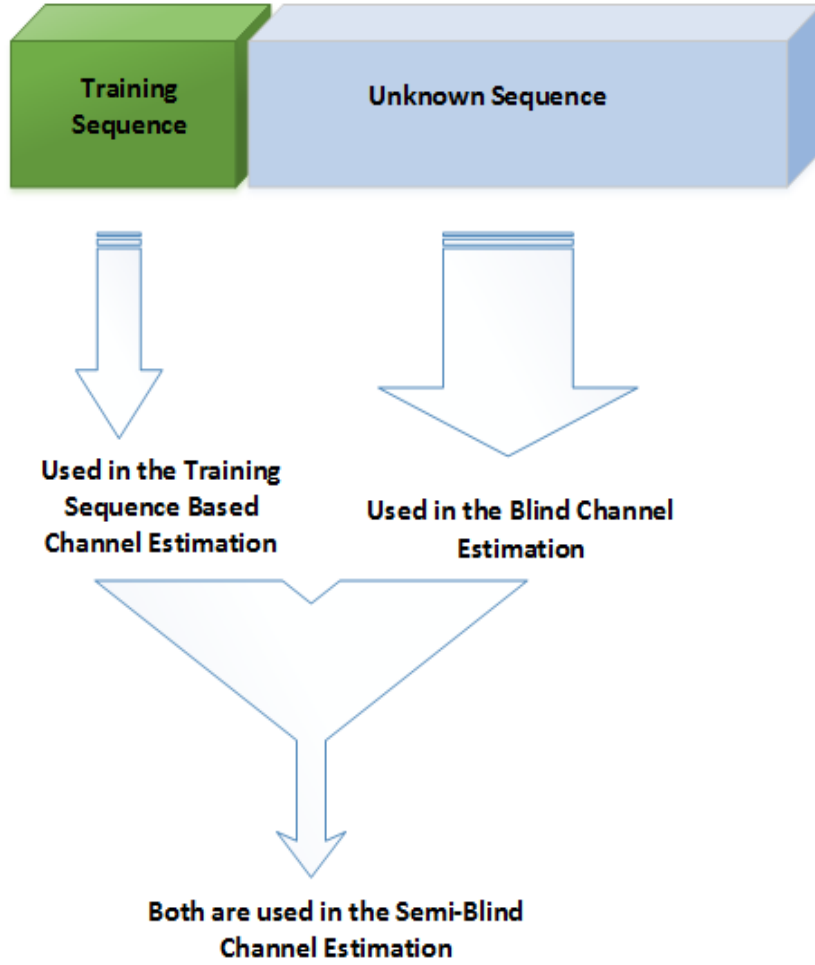 Training
Sequence
Unknown Sequence
Used in the Training
Sequence Based
Channel Estimation
Used in the Blind Channel
Estimation
Both are used in the Semi-Blind
Channel Estimation